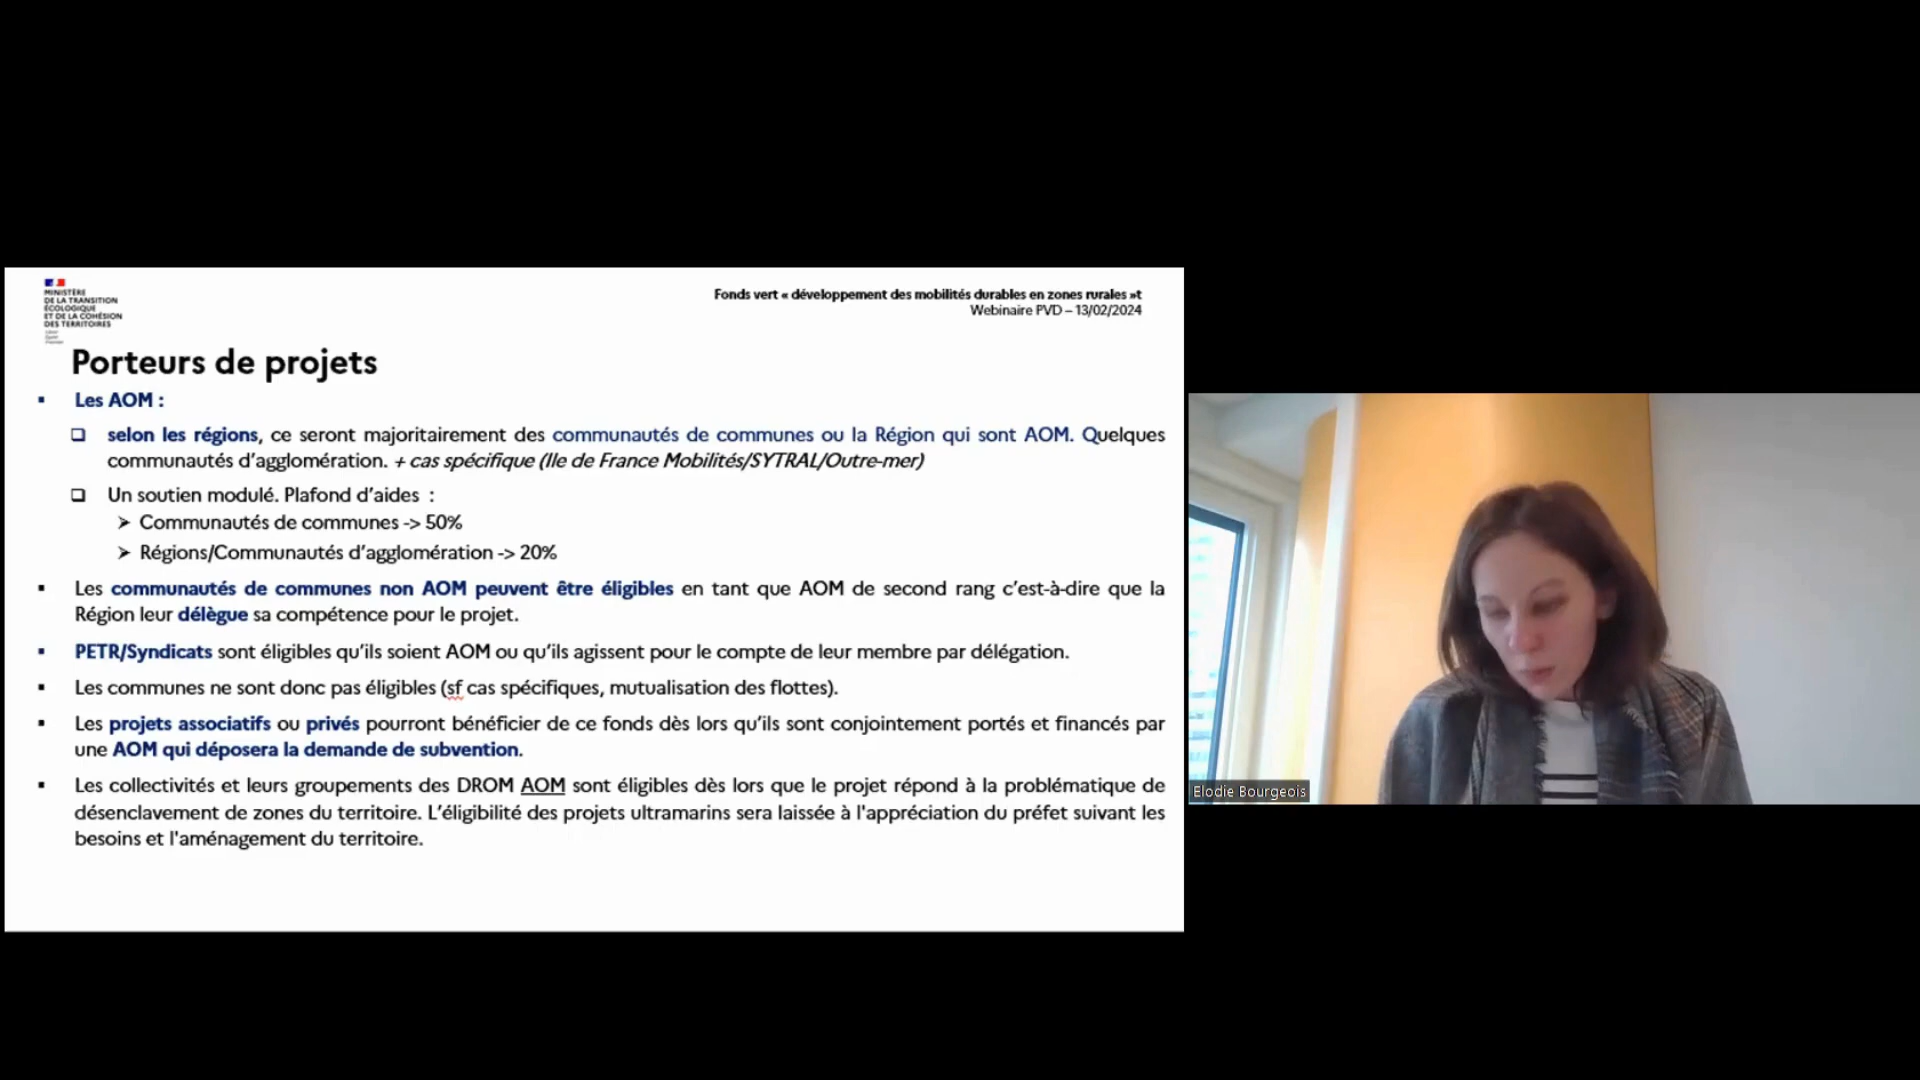 MINISTÈRE
DE LA TRANSITION
ÉCOLOGIQUE
ET DE LA COHÉSION
DES TERRITOIRES
Fonds vert « développement des mobilités durables en zones rurales »t
Webinaire PVD – 13/02/2024
Porteurs de projets
▪ Les AOM :
❑ selon les régions, ce seront majoritairement des communautés de communes ou la Région qui sont AOM. Quelques
communautés d’agglomération. + cas spécifique (Ile de France Mobilités/SYTRAL/Outre-mer)
❑ Un soutien modulé. Plafond d’aides :
➢ Communautés de communes -> 50%
➢ Régions/Communautés d’agglomération -> 20%
▪ Les communautés de communes non AOM peuvent être éligibles en tant que AOM de second rang c’est-à-dire que la
Région leur délègue sa compétence pour le projet.
▪ PETR/Syndicats sont éligibles qu’ils soient AOM ou qu’ils agissent pour le compte de leur membre par délégation.
▪ Les communes ne sont donc pas éligibles (sf cas spécifiques, mutualisation des flottes).
▪ Les projets associatifs ou privés pourront bénéficier de ce fonds dès lors qu’ils sont conjointement portés et financés par
une AOM qui déposera la demande de subvention.
▪ Les collectivités et leurs groupements des DROM AOM sont éligibles dès lors que le projet répond à la problématique de
désenclavement de zones du territoire. L’éligibilité des projets ultramarins sera laissée à l'appréciation du préfet suivant les
besoins et l'aménagement du territoire.
Elodie Bourgeois